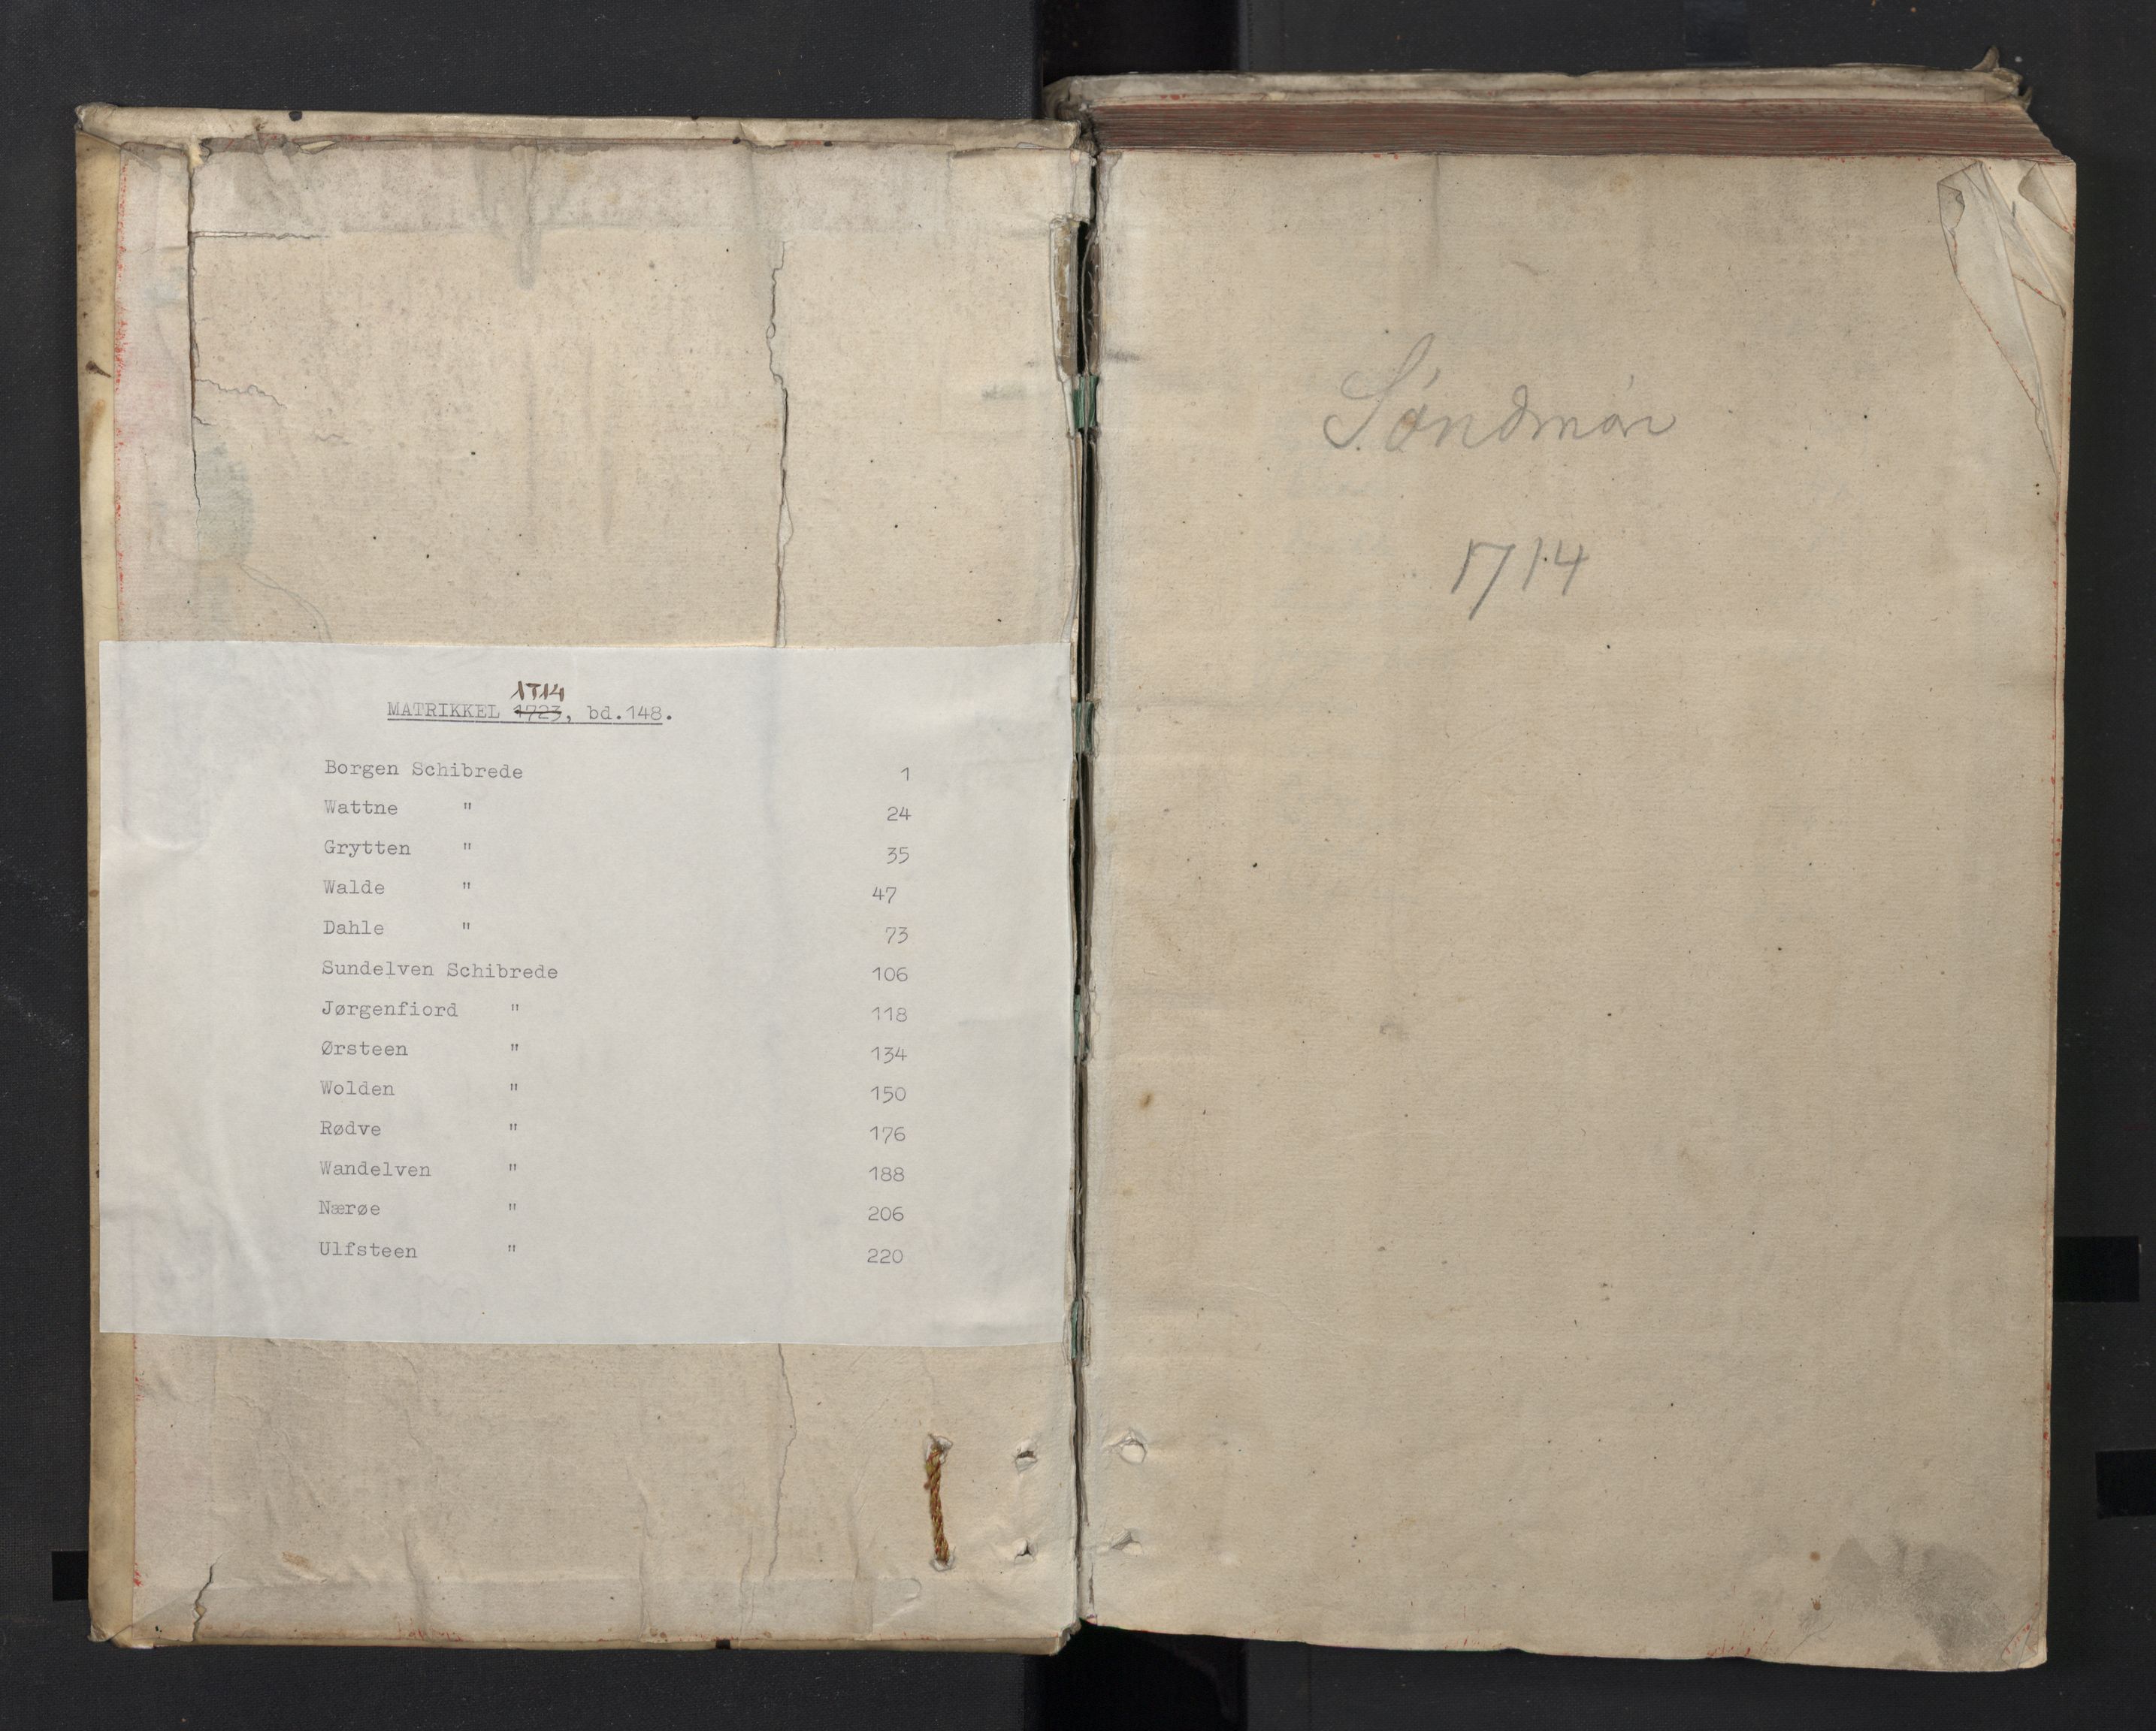 1714
MATRIKKEL 1723, bd.148.
Borgen Schibrede 1
Wattne " 24
Grytten " 35
Walde " 47
Dahle " 73
Sundelven Schibrede 106
Jørgenfiord " 118
Ørsteen " 134
Wolden " 150
Rødve " 176
Wandelven " 188
Nærøe " 206
Ulfsteen " 220
Söndmör
1714